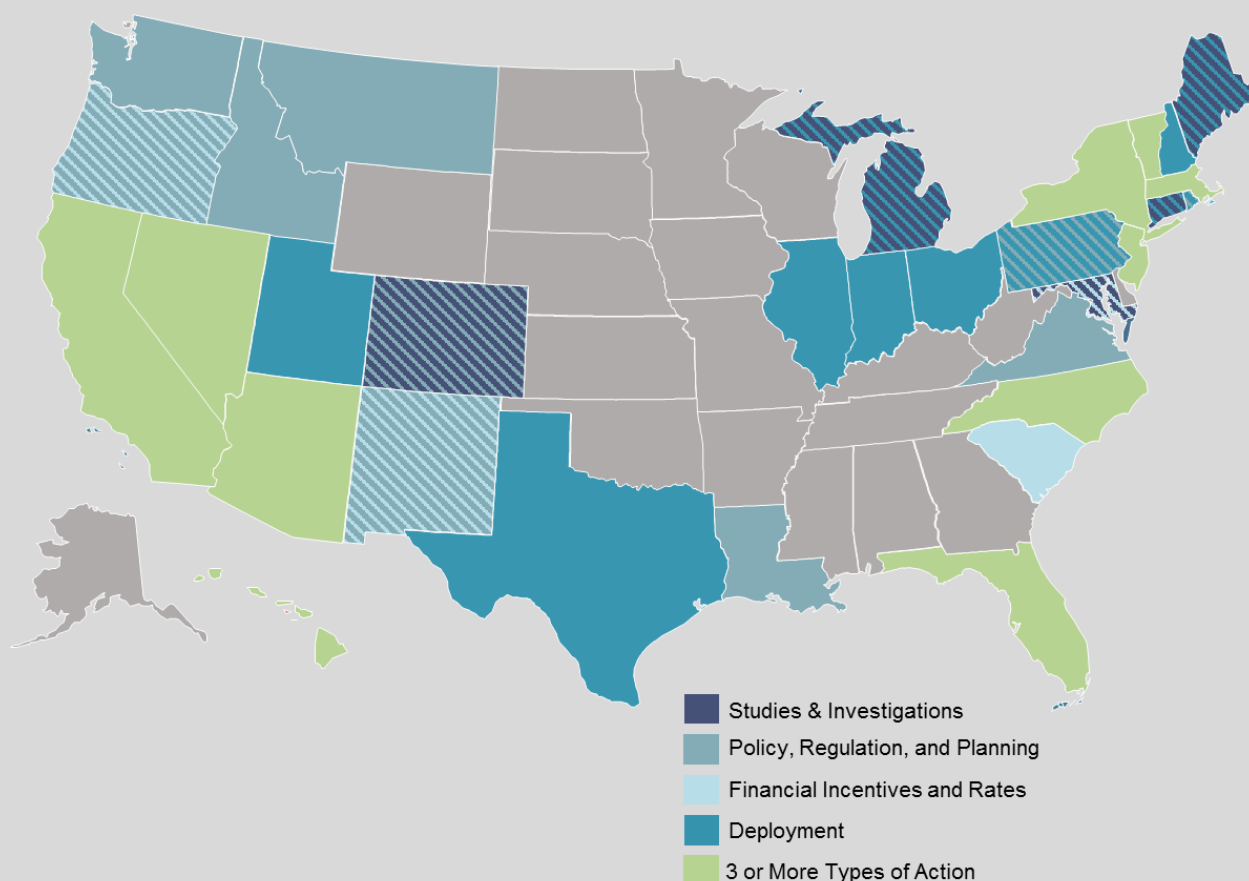 Studies & Investigations
Policy, Regulation, and Planning
Financial Incentives and Rates
Deployment
3 or More Types of Action